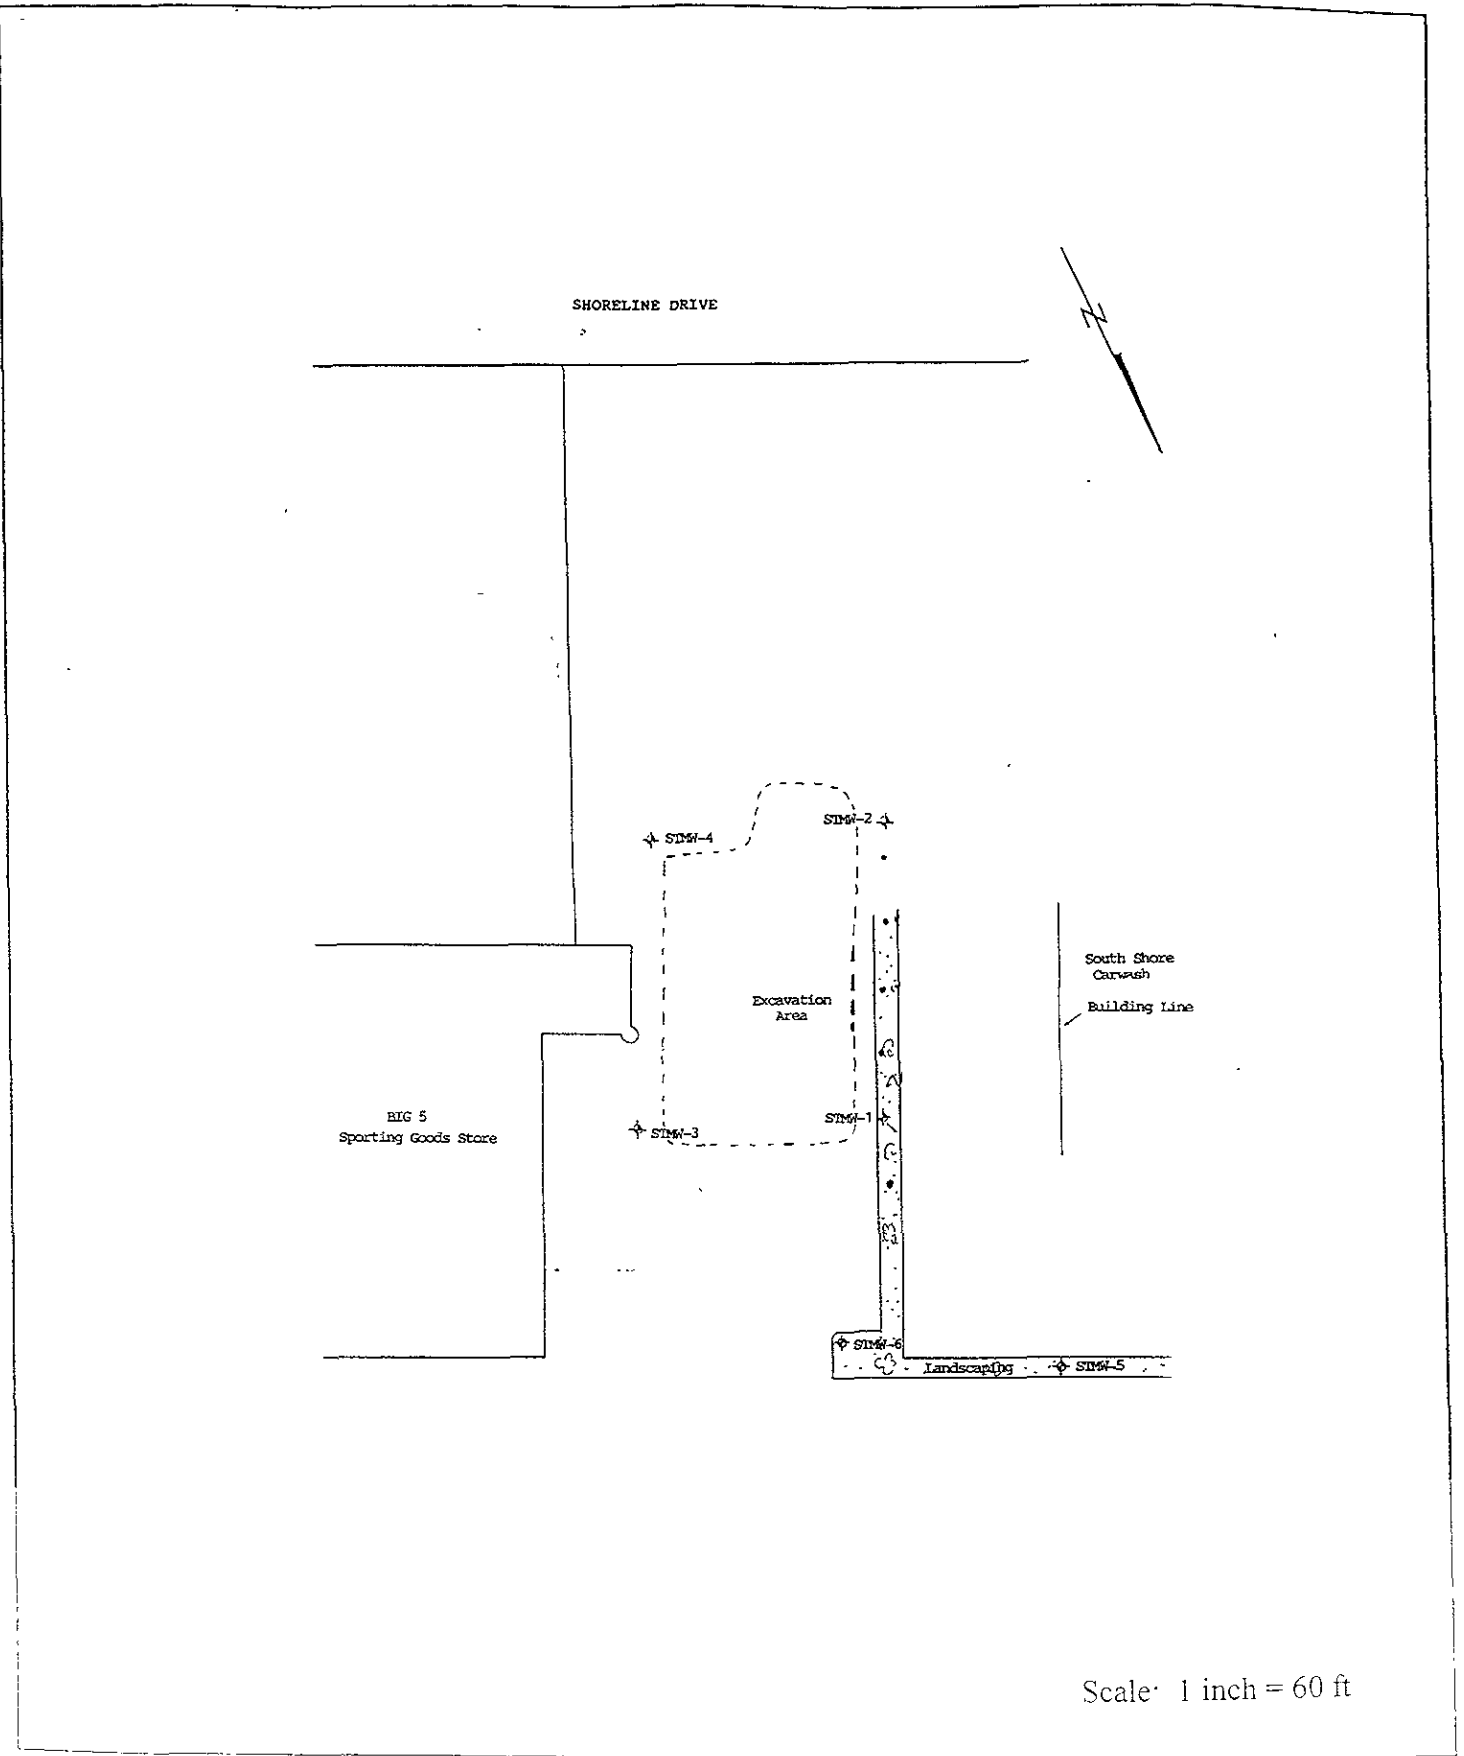 SHORELINE DRIVE
N
STMW-2
STMW-4
South Shore
Carwash
Building Line
Excavation
Area
BIG 5
Sporting Goods Store
STMW-1
STMW-3
STMW-6
Landscaping
STMW-5
Scale: 1 inch = 60 ft